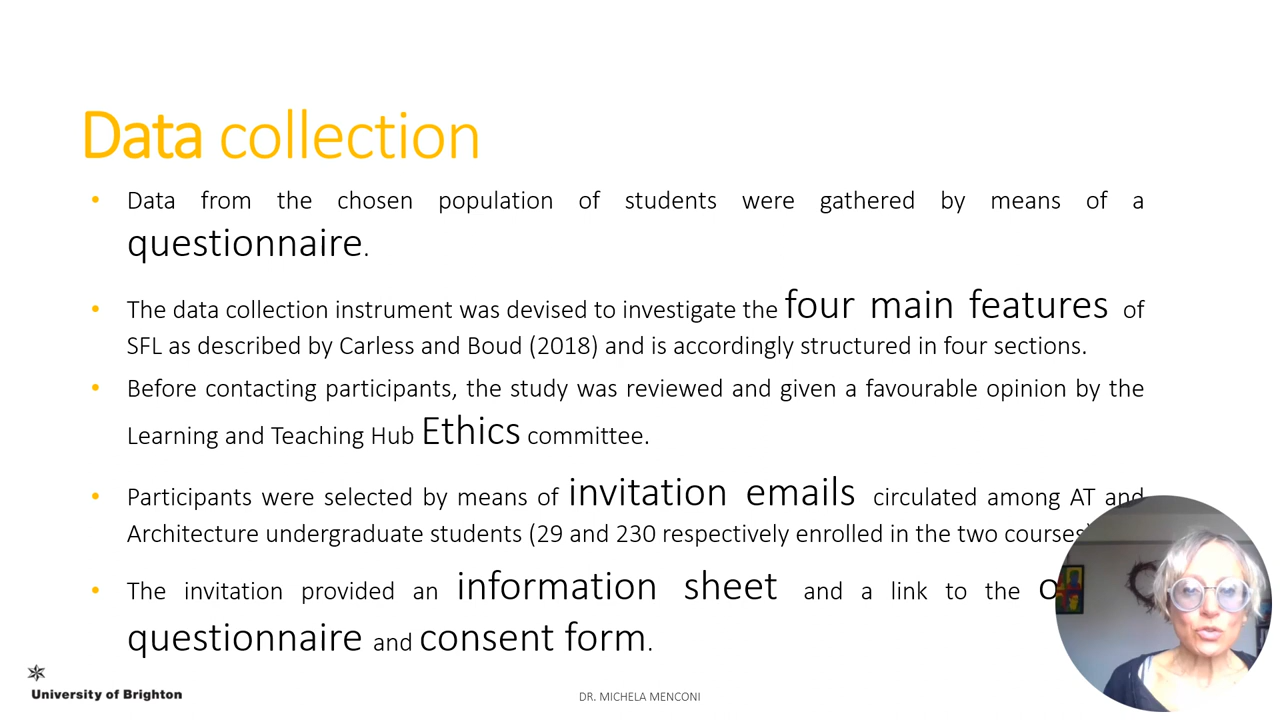 Data collection
• Data from the chosen population of students were gathered by means of a
questionnaire.
• The data collection instrument was devised to investigate the four main features of
SFL as described by Carless and Boud (2018) and is accordingly structured in four sections.
• Before contacting participants, the study was reviewed and given a favourable opinion by the
Learning and Teaching Hub Ethics committee.
• Participants were selected by means of invitation emails circulated among AT and
Architecture undergraduate students (29 and 230 respectively enrolled in the two courses
• The invitation provided an information sheet and a link to the
questionnaire and consent form.
University of Brighton
DR. MICHELA MENCONI